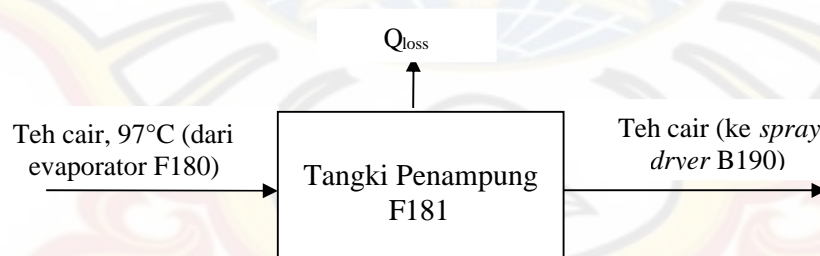 Qloss
Teh cair, 97°C (dari
evaporator F180)
Tangki Penampung
F181
Teh cair (ke spray
dryer B190)